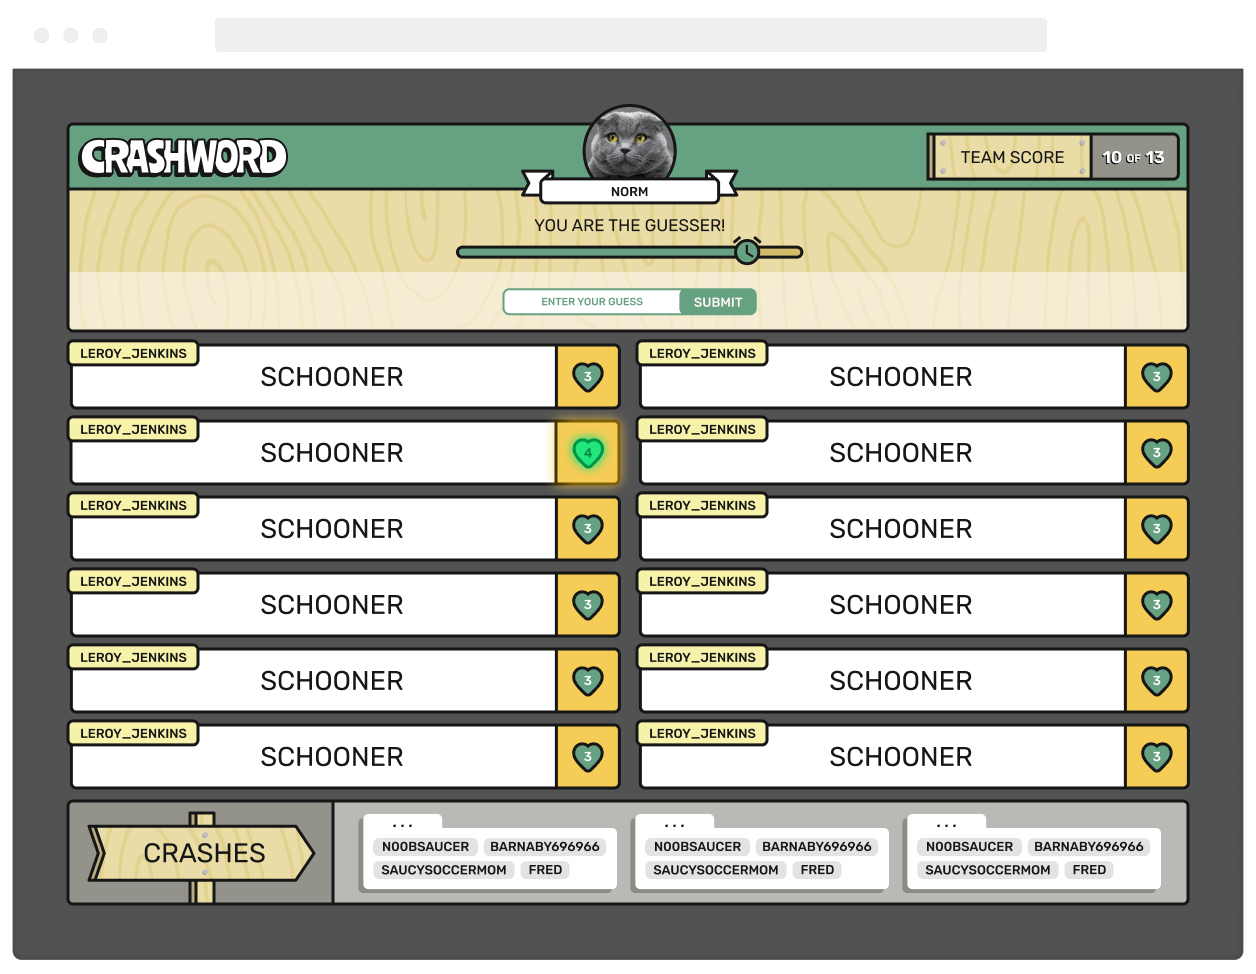 CRASHWORD
TEAM SCORE
10 OF 13
NORM
YOU ARE THE GUESSER!
ENTER YOUR GUESS
SUBMIT
LEROY_JENKINS
SCHOONER
3
LEROY_JENKINS
SCHOONER
3
LEROY_JENKINS
SCHOONER
4
LEROY_JENKINS
SCHOONER
3
LEROY_JENKINS
SCHOONER
3
LEROY_JENKINS
SCHOONER
3
LEROY_JENKINS
SCHOONER
3
LEROY_JENKINS
SCHOONER
3
LEROY_JENKINS
SCHOONER
3
LEROY_JENKINS
SCHOONER
3
LEROY_JENKINS
SCHOONER
3
LEROY_JENKINS
SCHOONER
3
CRASHES
...
N00BSAUCER BARNABY696966
SAUCYSOCCERMOM FRED
...
N00BSAUCER BARNABY696966
SAUCYSOCCERMOM FRED
...
N00BSAUCER BARNABY696966
SAUCYSOCCERMOM FRED